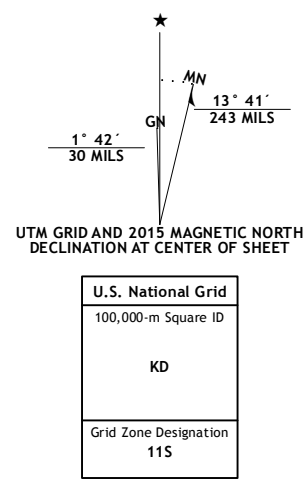 ★
MN
GN
13° 41´
243 MILS
1° 42´
30 MILS
UTM GRID AND 2015 MAGNETIC NORTH
DECLINATION AT CENTER OF SHEET
U.S. National Grid
100,000-m Square ID
KD
Grid Zone Designation
11S